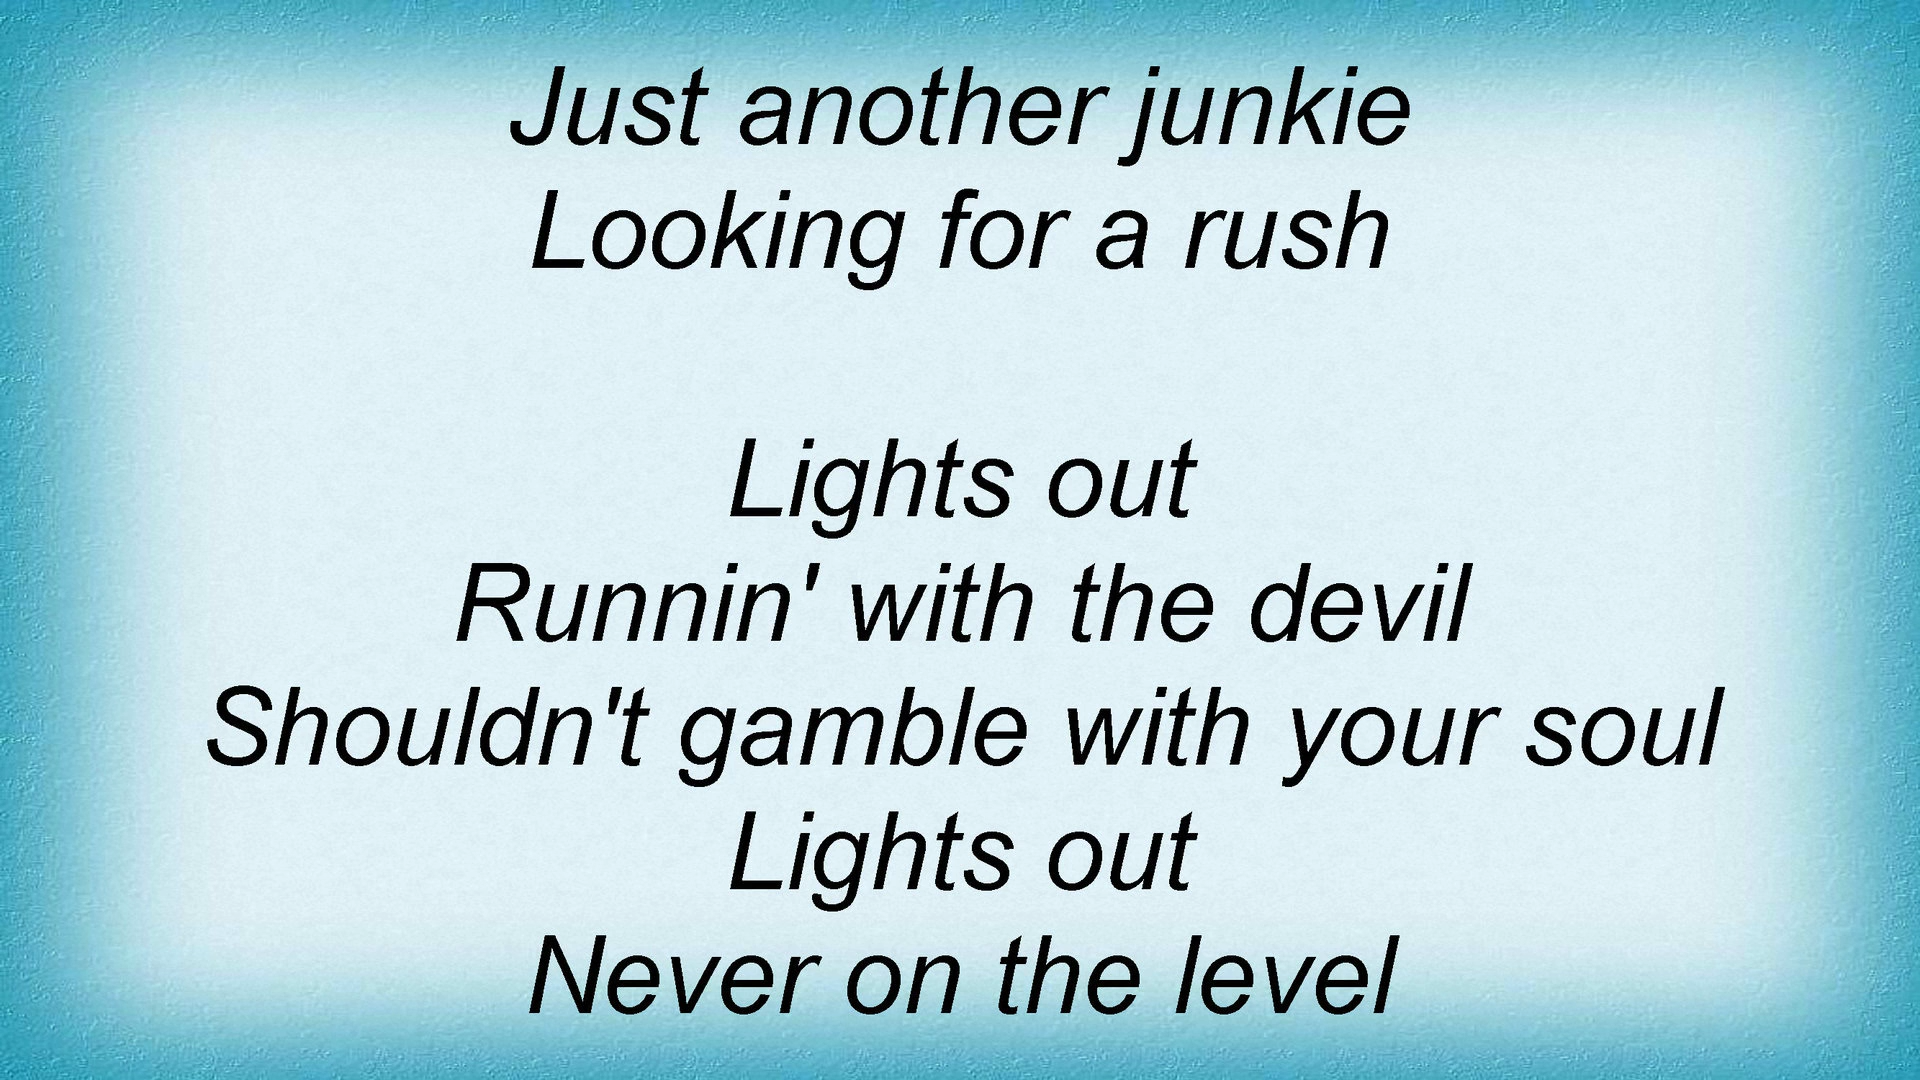 Just another junkie
Looking for a rush
Lights out
Runnin' with the devil
Shouldn't gamble with your soul
Lights out
Never on the level